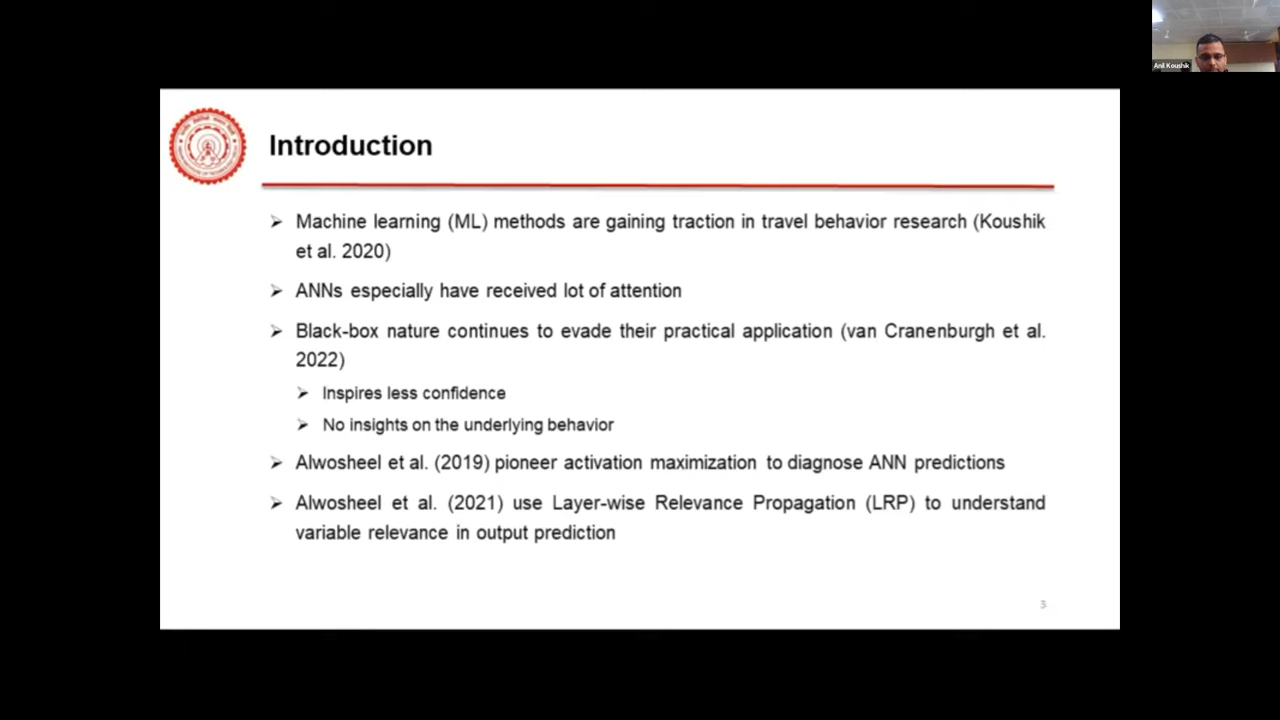 Anil Koushik
Introduction
Machine learning (ML) methods are gaining traction in travel behavior research (Koushik
et al. 2020)
ANNs especially have received lot of attention
Black-box nature continues to evade their practical application (van Cranenburgh et al.
2022)
Inspires less confidence
No insights on the underlying behavior
Alwosheel et al. (2019) pioneer activation maximization to diagnose ANN predictions
Alwosheel et al. (2021) use Layer-wise Relevance Propagation (LRP) to understand
variable relevance in output prediction
3